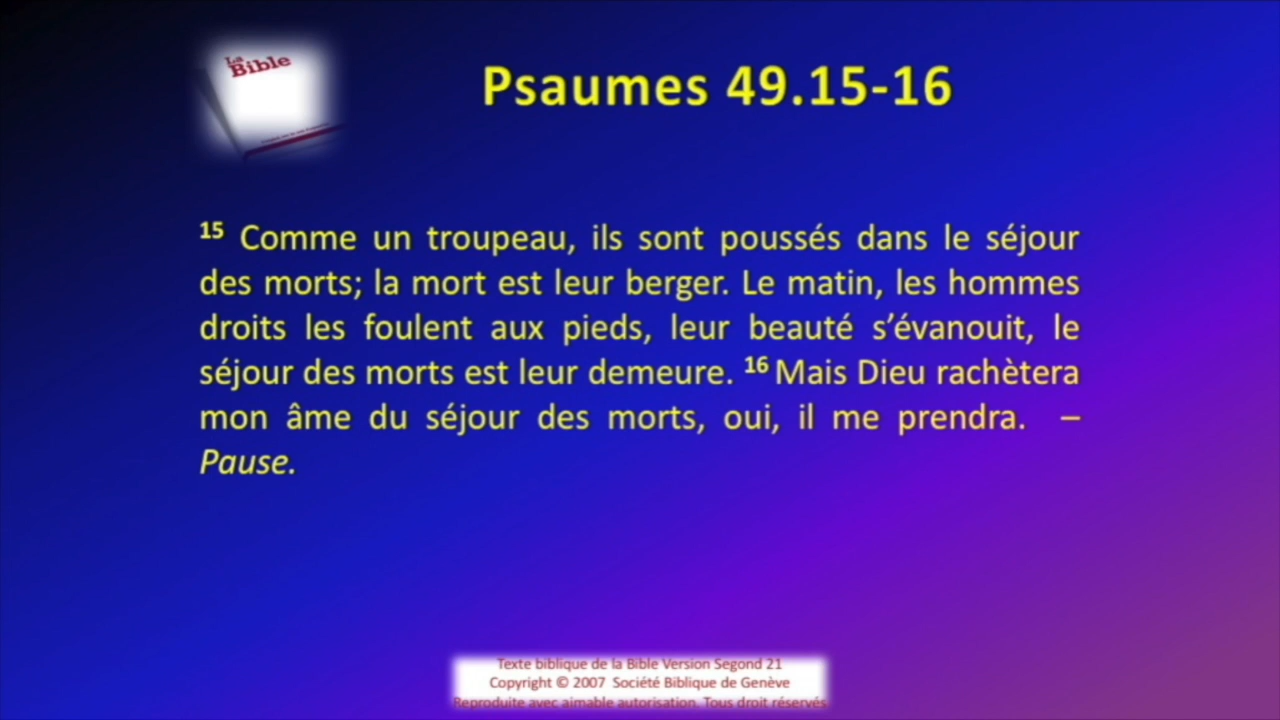 La
Bible
Psaumes 49.15-16
15 Comme un troupeau, ils sont poussés dans le séjour
des morts; la mort est leur berger. Le matin, les hommes
droits les foulent aux pieds, leur beauté s’évanouit, le
séjour des morts est leur demeure. 16 Mais Dieu rachètera
mon âme du séjour des morts, oui, il me prendra. –
Pause.
Texte biblique de la Bible Version Segond 21
Copyright © 2007 Société Biblique de Genève
Reproduite avec aimable autorisation. Tous droit réservés